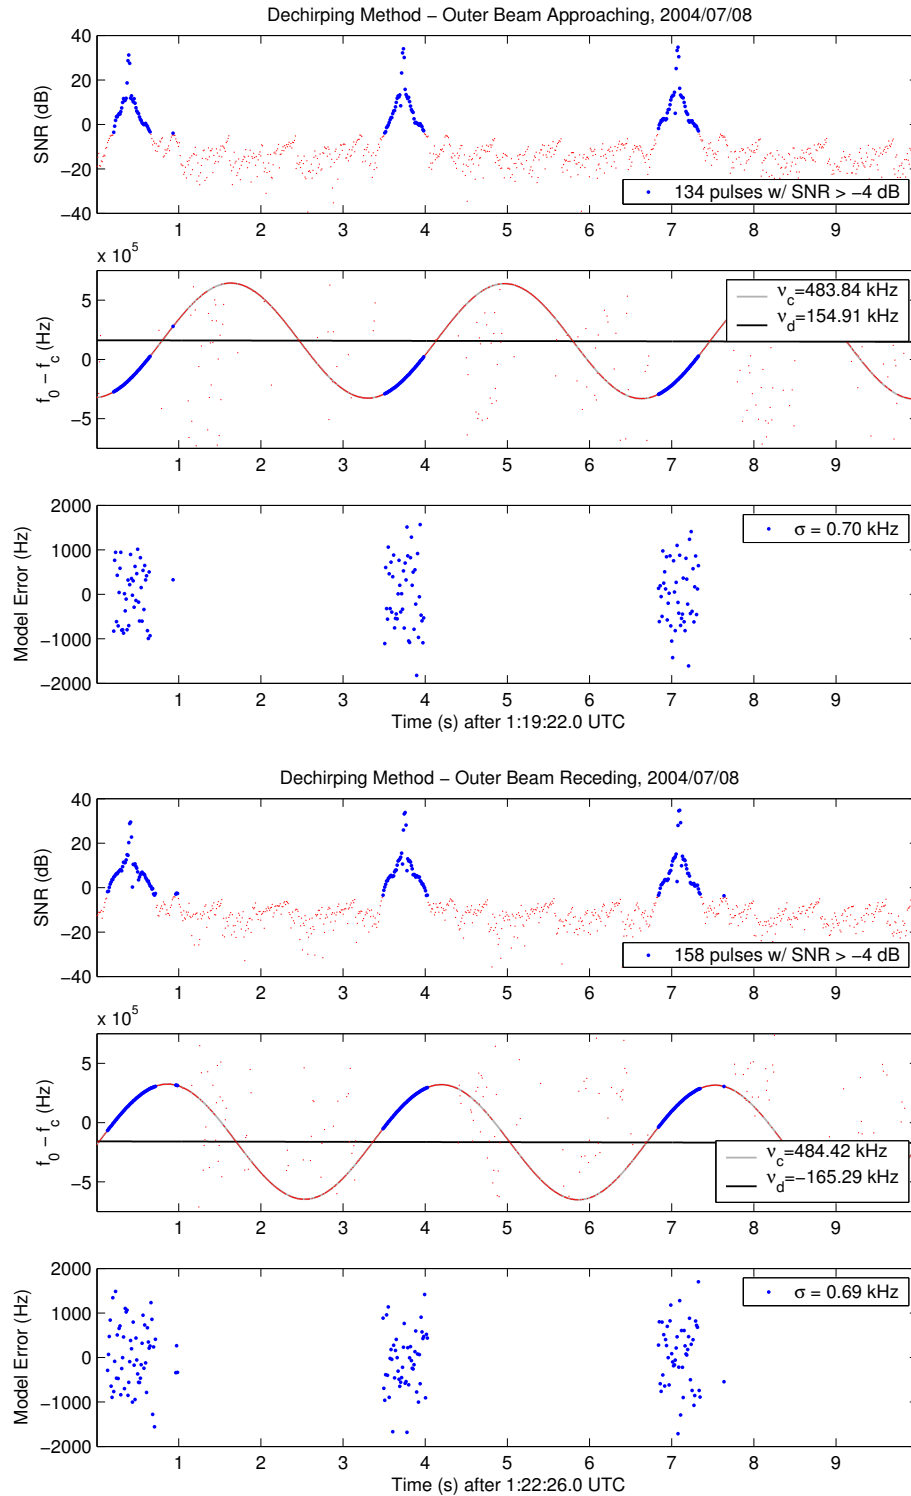 Dechirping Method − Outer Beam Approaching, 2004/07/08
SNR (dB)
40
20
0
−20
−40
134 pulses w/ SNR > −4 dB
1 2 3 4 5 6 7 8 9
x 10^5
f_0 − f_c (Hz)
5
0
−5
ν_c=483.84 kHz
ν_d=154.91 kHz
1 2 3 4 5 6 7 8 9
Model Error (Hz)
2000
1000
0
−1000
−2000
σ = 0.70 kHz
1 2 3 4 5 6 7 8 9
Time (s) after 1:19:22.0 UTC
Dechirping Method − Outer Beam Receding, 2004/07/08
SNR (dB)
40
20
0
−20
−40
158 pulses w/ SNR > −4 dB
1 2 3 4 5 6 7 8 9
x 10^5
f_0 − f_c (Hz)
5
0
−5
ν_c=484.42 kHz
ν_d=−165.29 kHz
1 2 3 4 5 6 7 8 9
Model Error (Hz)
2000
1000
0
−1000
−2000
σ = 0.69 kHz
1 2 3 4 5 6 7 8 9
Time (s) after 1:22:26.0 UTC